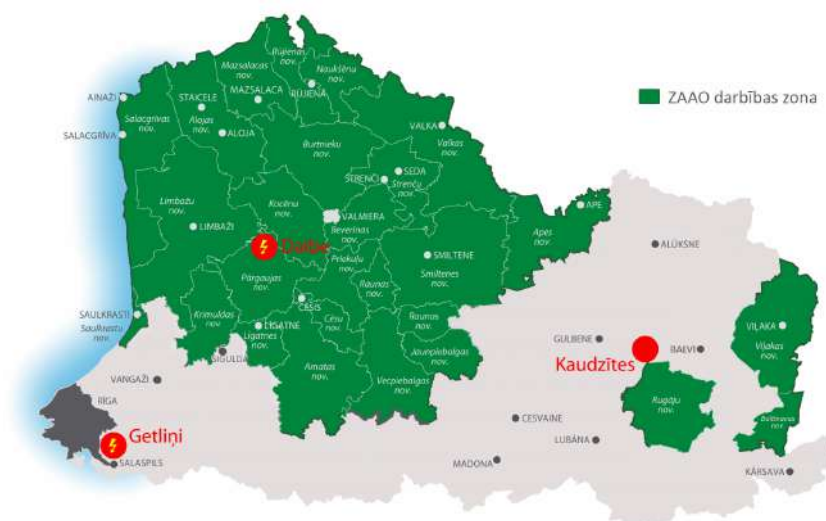 ZAAO darbības zona
Rūjienas
nov.
Mazsalacas
nov.
Naukšēnu
nov.
AINAŽI
STAICELE
MAZSALACA
RŪJIENA
Salacgrīvas
nov.
Alojas
nov.
SALACGRĪVA
ALOJA
VALKA
Burtnieku
nov.
Valkas
nov.
SEDA
STRENČI
Strenču
nov.
Limbažu
nov.
Kocēnu
nov.
APE
VALMIERA
LIMBAŽI
Beverīnas
nov.
Apes
nov.
Daibe
ALŪKSNE
Priekuļu
nov.
SMILTENE
Pārgaujas
nov.
Raunas
nov.
Smiltenes
nov.
CĒSIS
SAULKRASTI
Saulkrastu
nov.
Krimuldas
nov.
LĪGATNE
Līgatnes
nov.
Cēsu
nov.
Raunas
nov.
VIĻAKA
Viļakas
nov.
GULBENE
SIGULDA
Jaunpiebalgas
nov.
Kaudzītes
Amatas
nov.
Vecpiebalgas
nov.
VANGAŽI
RĪGA
Rugāju
nov.
CESVAINE
Getliņi
LUBĀNA
nov.
SALASPILS
MADONA
KĀRSAVA